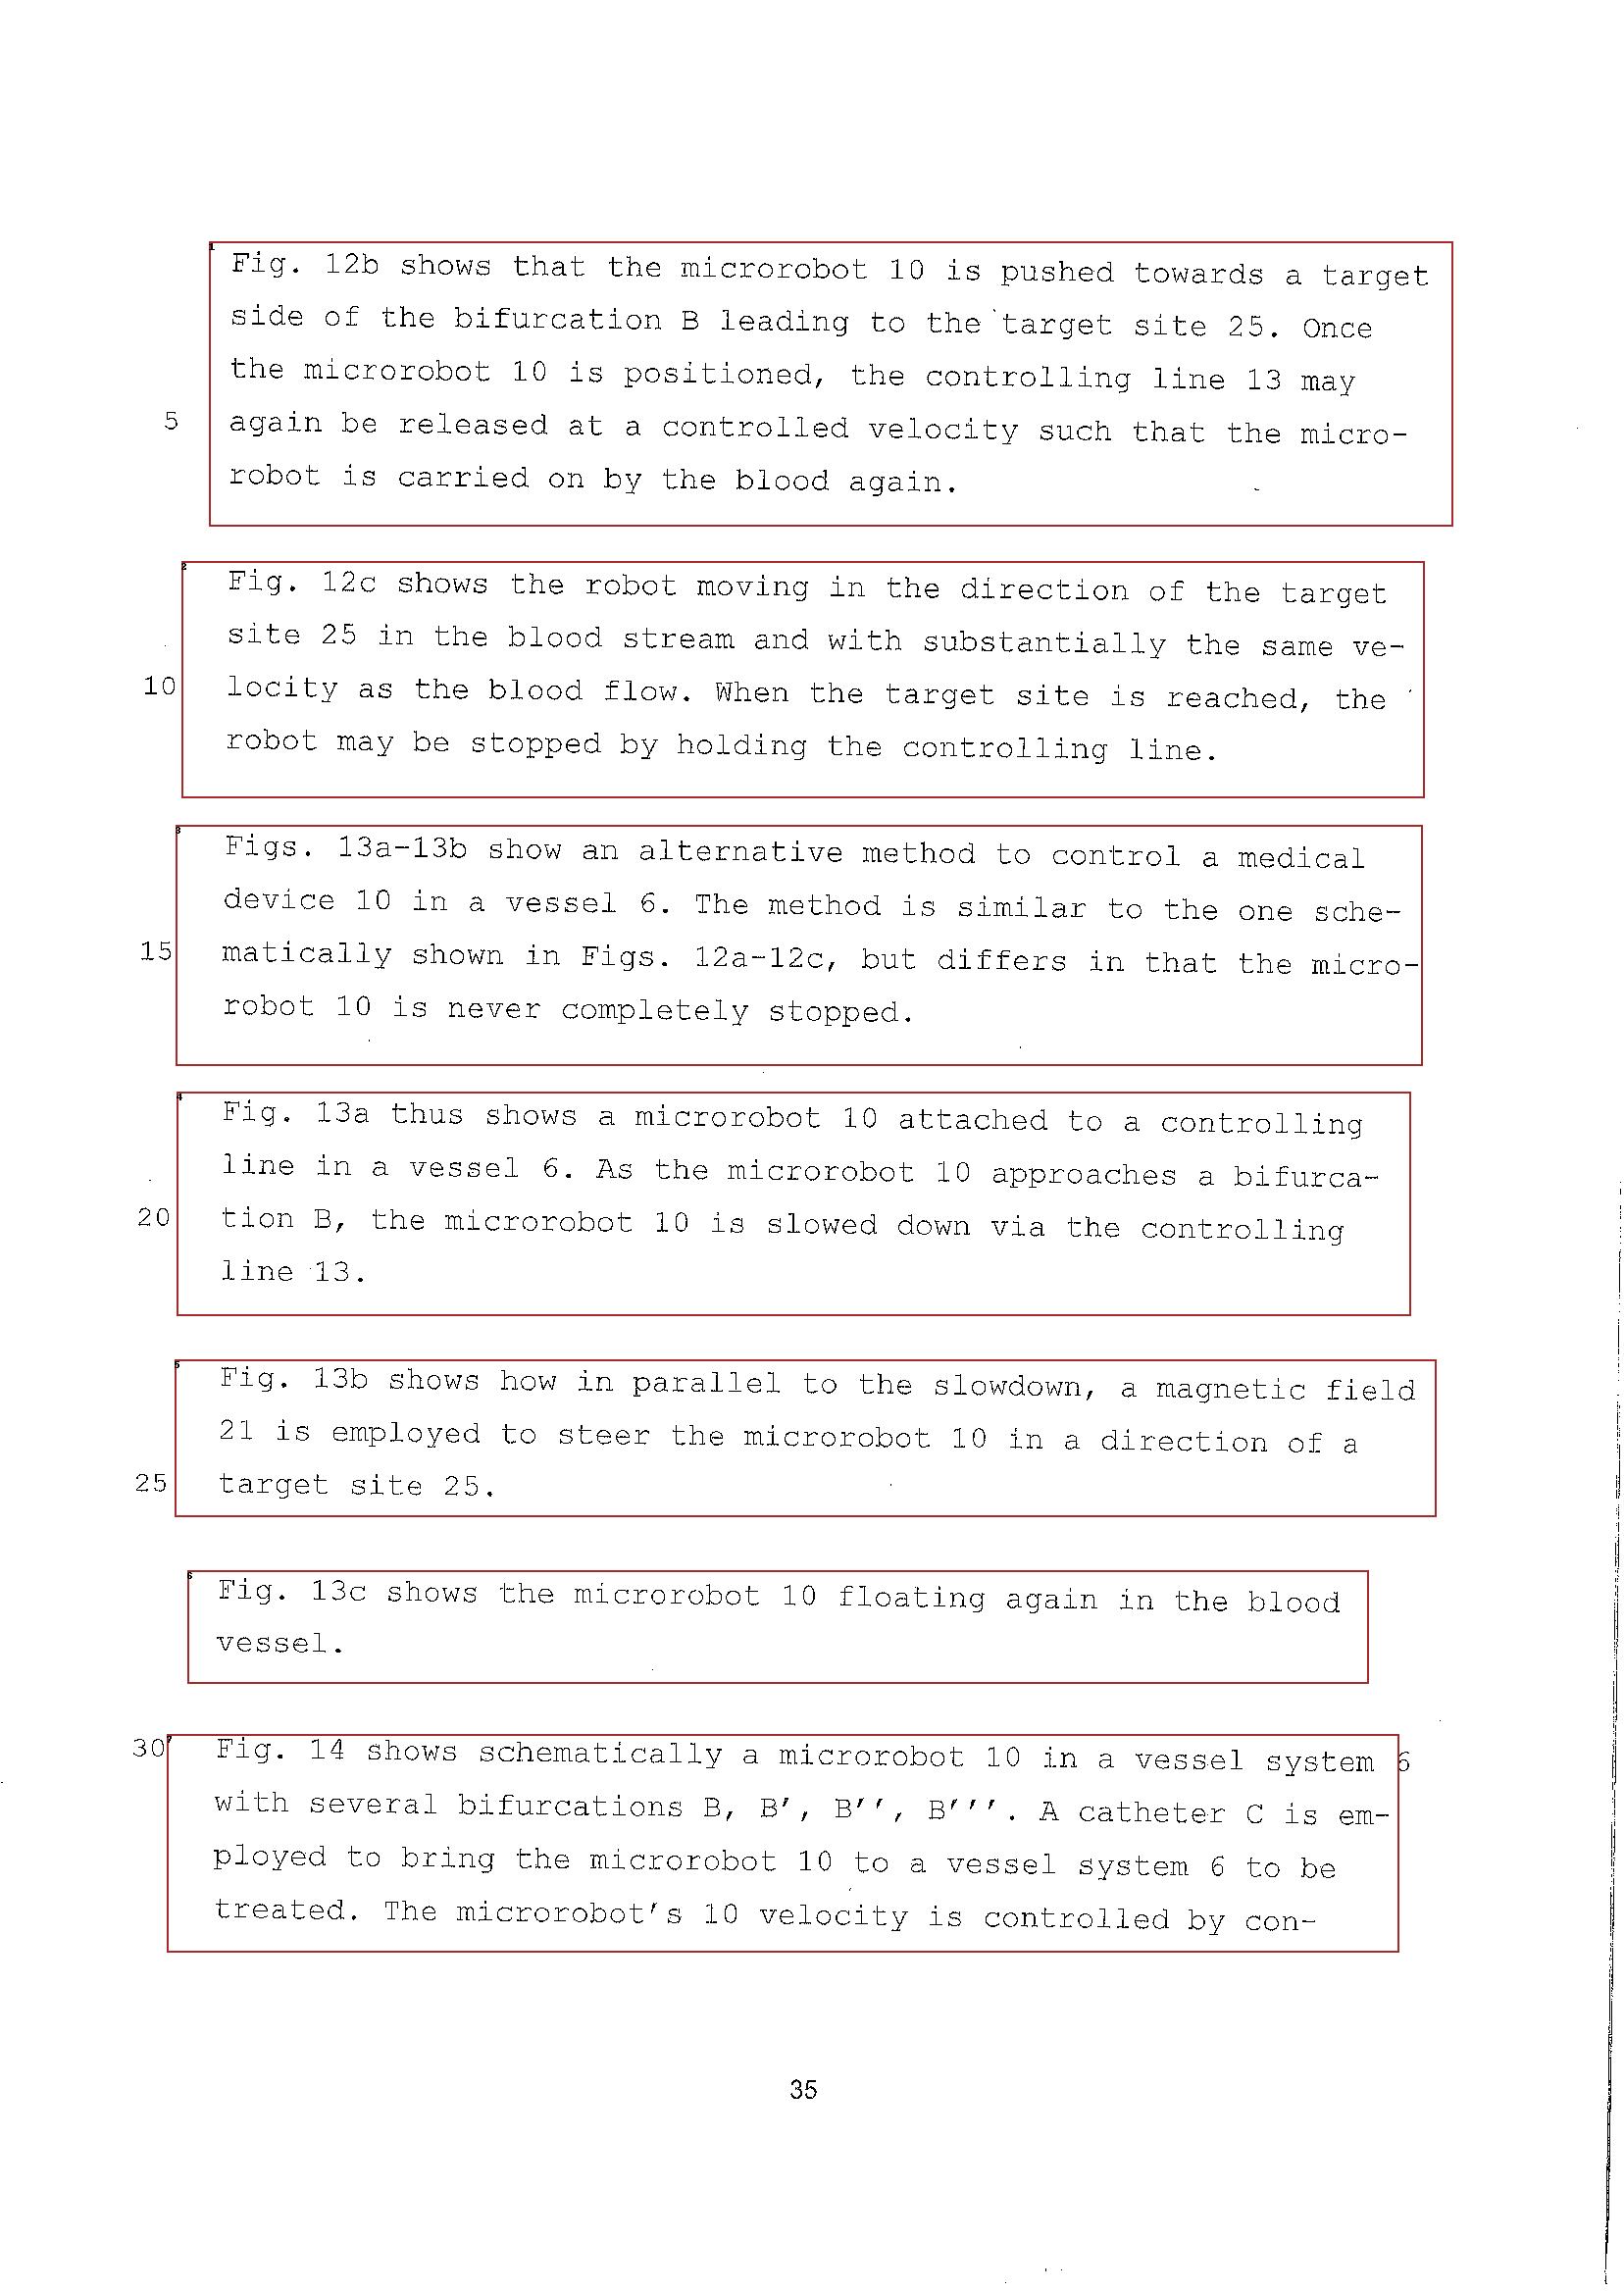 Fig. 12b shows that the microrobot 10 is pushed towards a target
side of the bifurcation B leading to the target site 25. Once
the microrobot 10 is positioned, the controlling line 13 may
5 again be released at a controlled velocity such that the micro-
robot is carried on by the blood again.
Fig. 12c shows the robot moving in the direction of the target
site 25 in the blood stream and with substantially the same ve-
10 locity as the blood flow. When the target site is reached, the
robot may be stopped by holding the controlling line.
Figs. 13a-13b show an alternative method to control a medical
device 10 in a vessel 6. The method is similar to the one sche-
15 matically shown in Figs. 12a-12c, but differs in that the micro-
robot 10 is never completely stopped.
Fig. 13a thus shows a microrobot 10 attached to a controlling
line in a vessel 6. As the microrobot 10 approaches a bifurca-
20 tion B, the microrobot 10 is slowed down via the controlling
line 13.
Fig. 13b shows how in parallel to the slowdown, a magnetic field
21 is employed to steer the microrobot 10 in a direction of a
25 target site 25.
Fig. 13c shows the microrobot 10 floating again in the blood
vessel.
30 Fig. 14 shows schematically a microrobot 10 in a vessel system 6
with several bifurcations B, B', B'', B'''. A catheter C is em-
ployed to bring the microrobot 10 to a vessel system 6 to be
treated. The microrobot's 10 velocity is controlled by con-
35